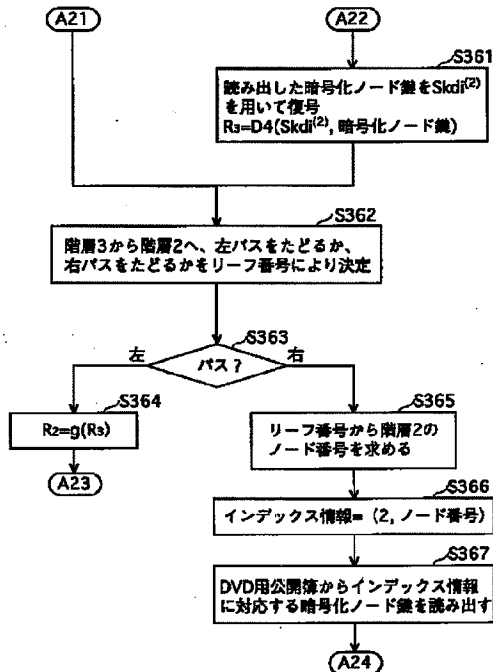 A21
A22
S361
読み出した暗号化ノード鍵をSkdi(2)
を用いて復号
R3=D4(Skdi(2), 暗号化ノード鍵)
S362
階層3から階層2へ、左パスをたどるか、
右パスをたどるかをリーフ番号により決定
S363
左
パス?
右
S364
R2=g(R3)
A23
S365
リーフ番号から階層2の
ノード番号を求める
S366
インデックス情報=(2, ノード番号)
S367
DVD用公開簿からインデックス情報
に対応する暗号化ノード鍵を読み出す
A24